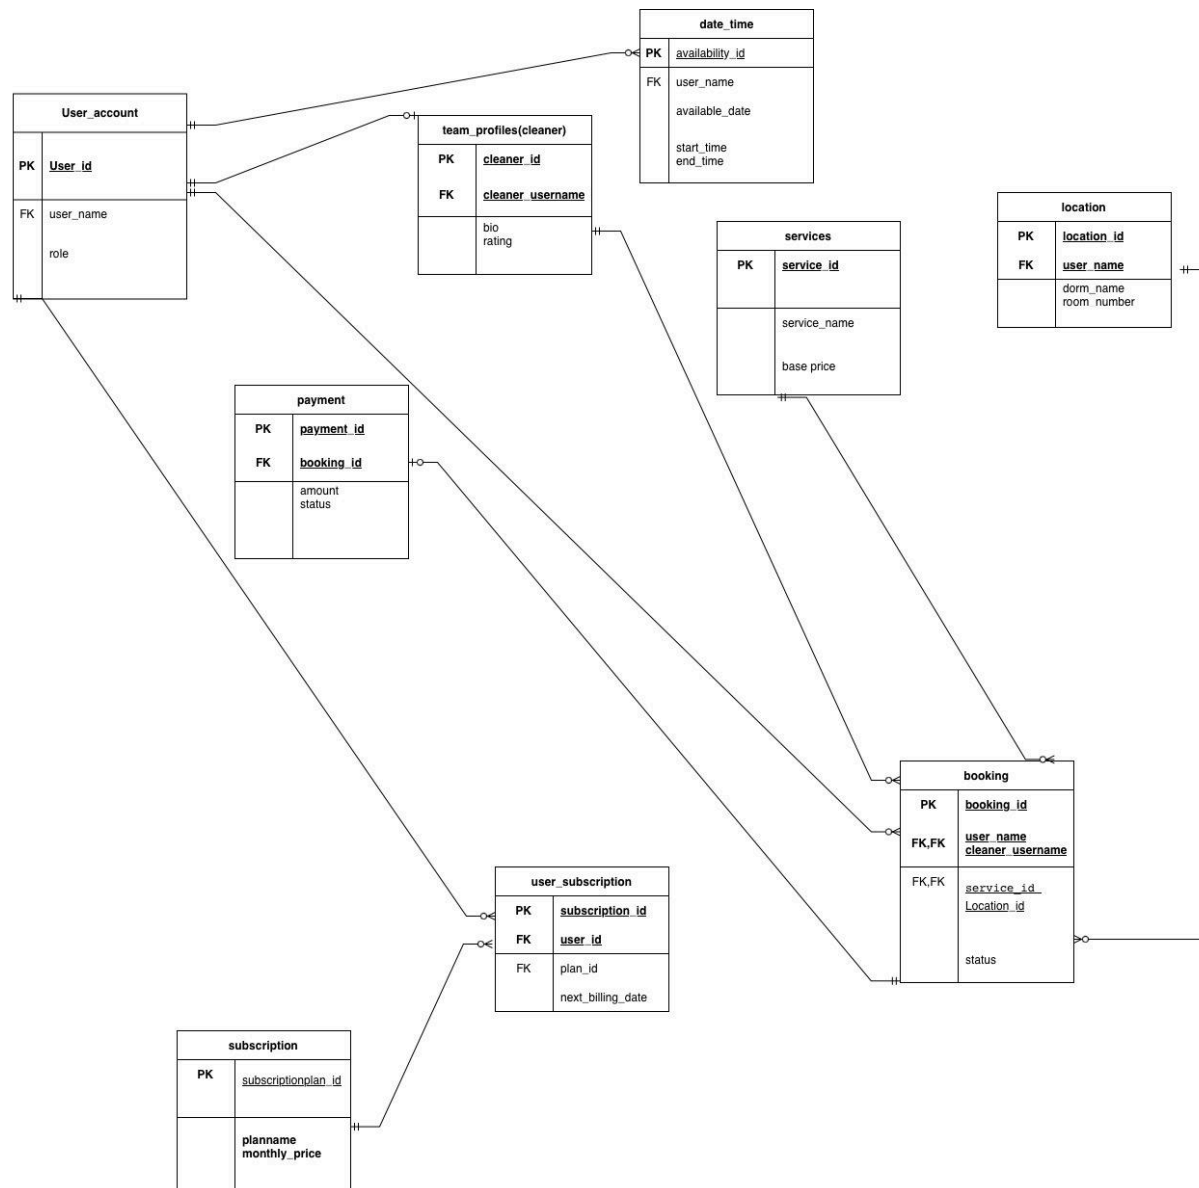 date_time
PK availability_id
FK user_name
available_date
start_time
end_time
User_account
PK User_id
FK user_name
role
team_profiles(cleaner)
PK cleaner_id
FK cleaner_username
bio
rating
services
PK service_id
service_name
base price
location
PK location_id
FK user_name
dorm_name
room_number
payment
PK payment_id
FK booking_id
amount
status
booking
PK booking_id
FK,FK user_name
cleaner_username
FK,FK service_id
Location_id
status
user_subscription
PK subscription_id
FK user_id
FK plan_id
next_billing_date
subscription
PK subscriptionplan_id
planname
monthly_price